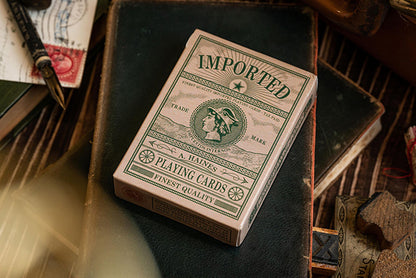 IMPORTED
TRADE MARK
A. HAINES
PLAYING CARDS
FINEST QUALITY